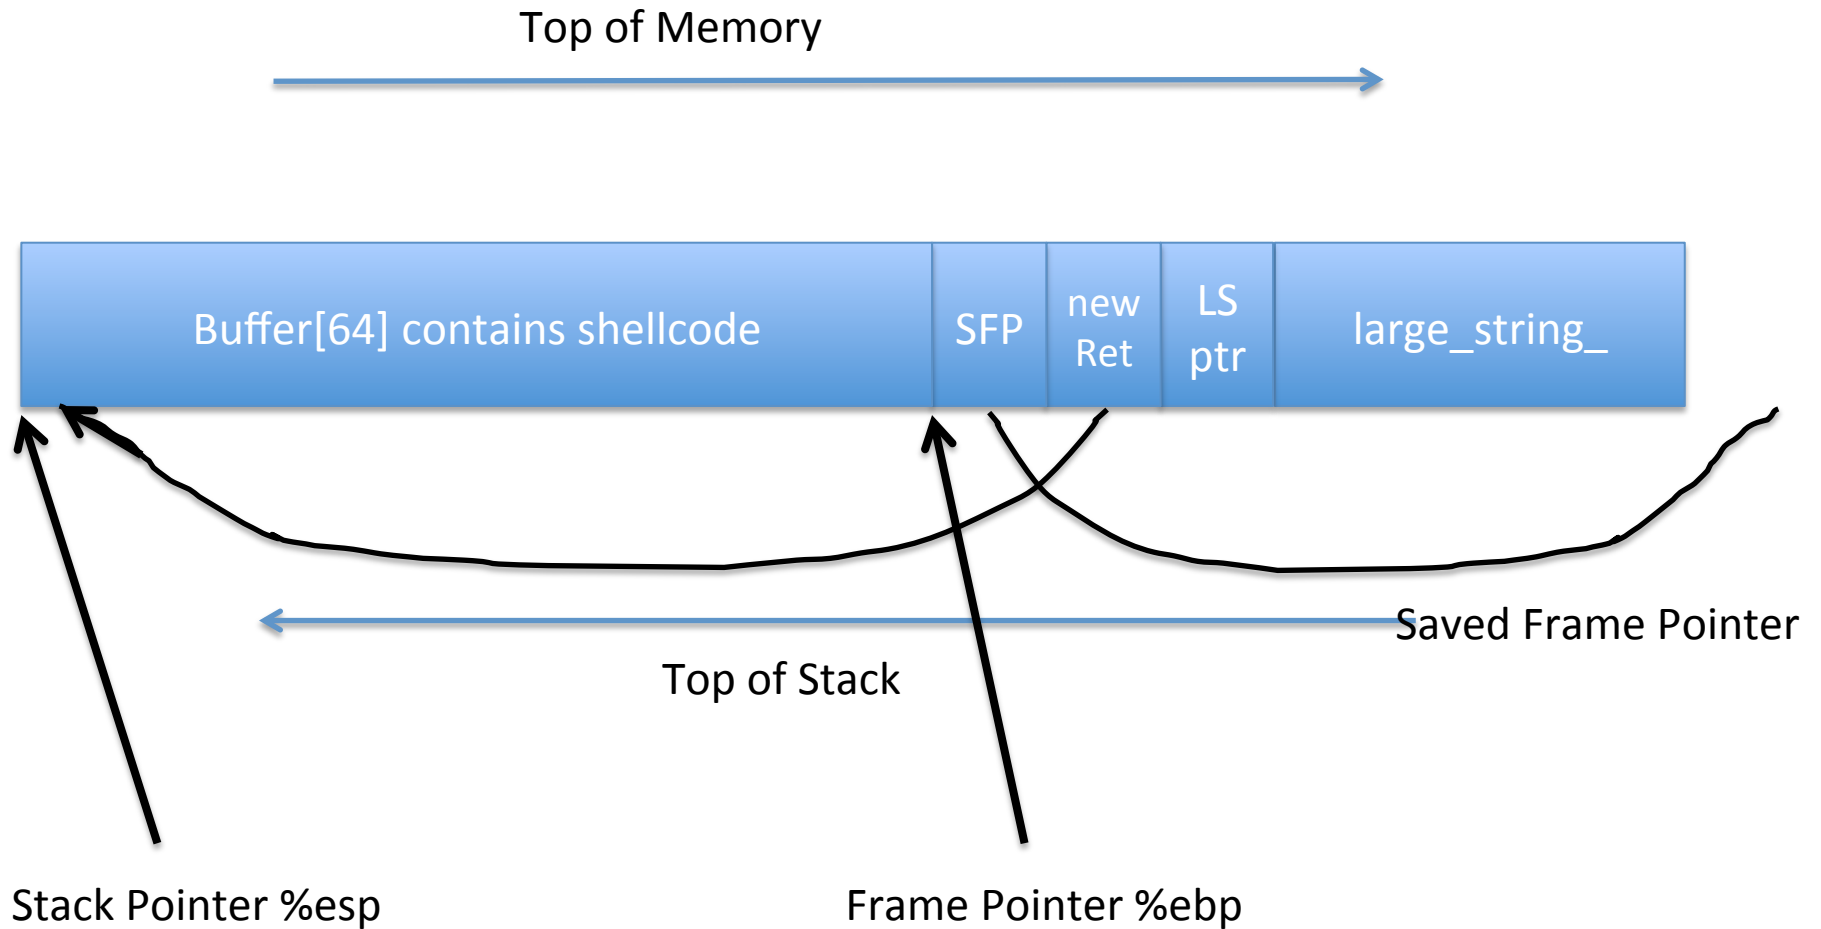 Top of Memory
Buffer[64] contains shellcode
SFP
new
Ret
LS
ptr
large_string_
Saved Frame Pointer
Top of Stack
Stack Pointer %esp
Frame Pointer %ebp